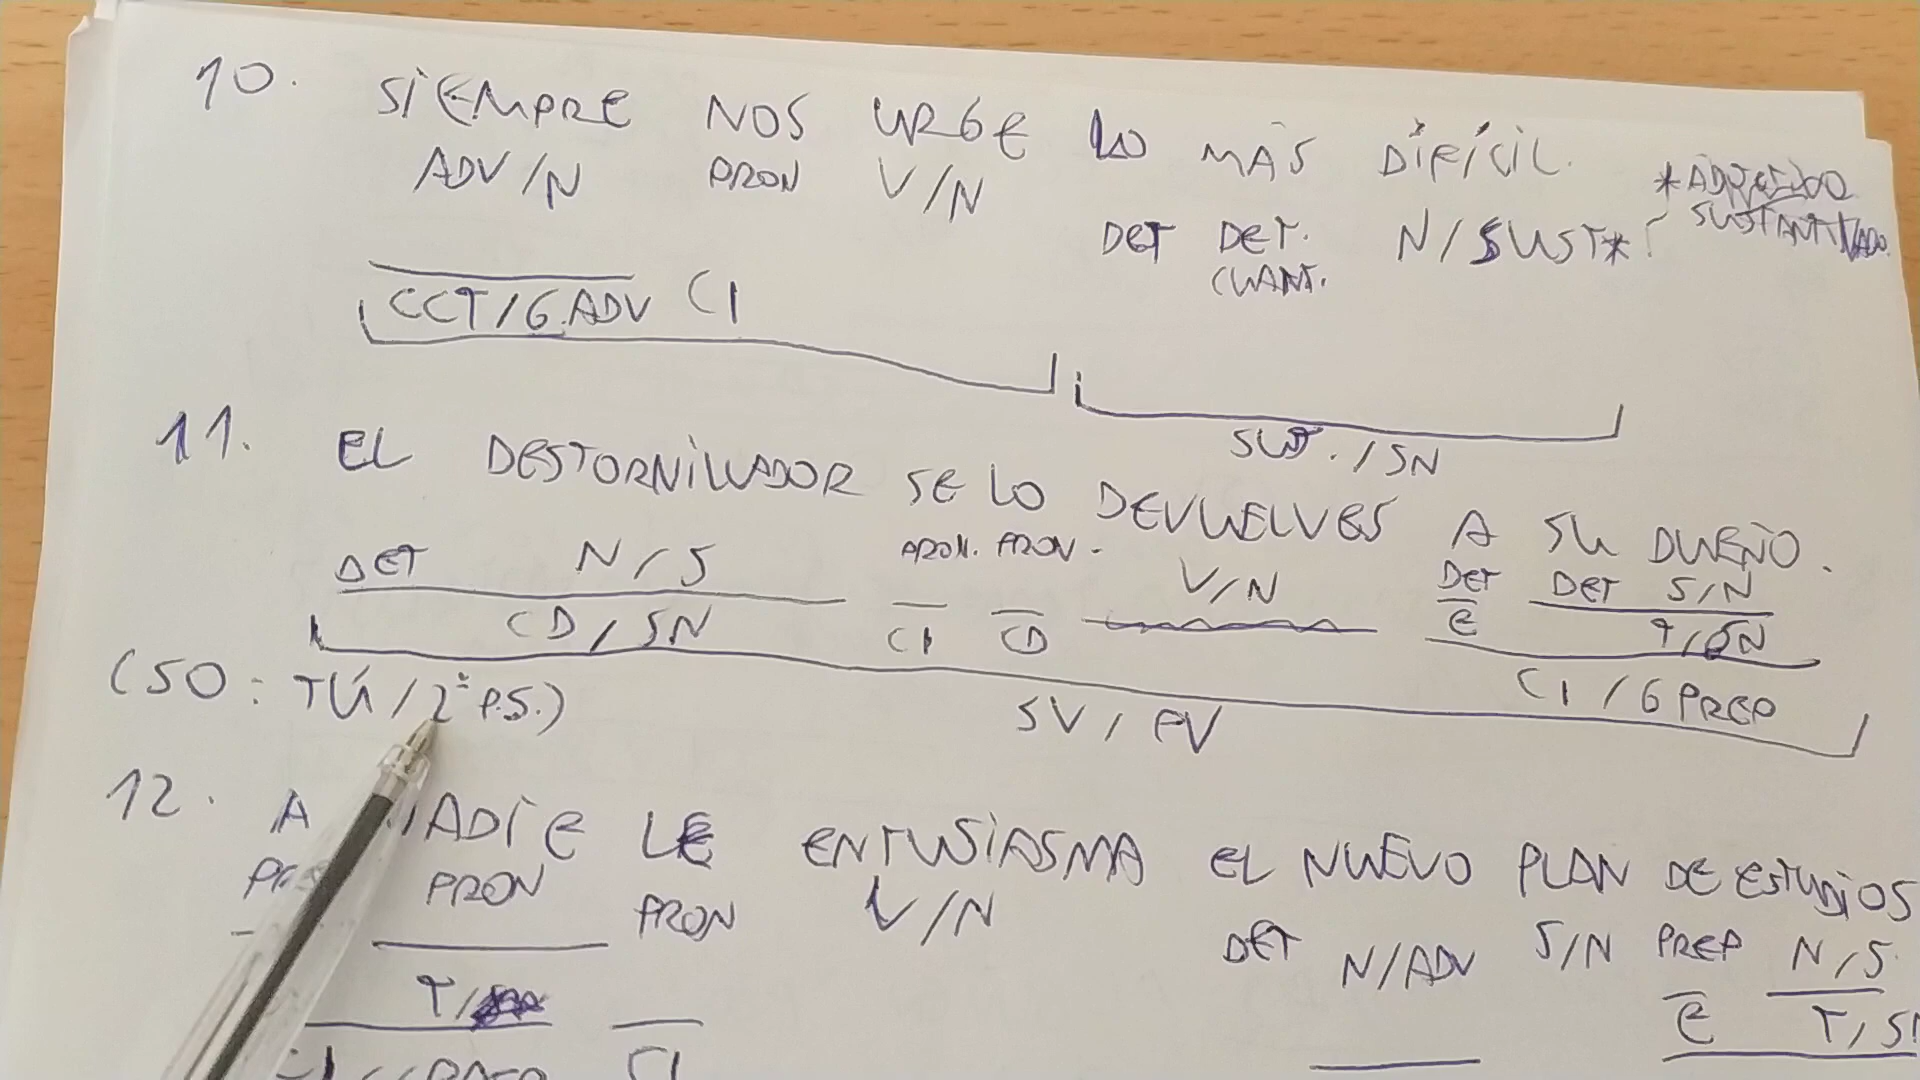 10. SIEMPRE NOS URGE LO MÁS DIFÍCIL.
ADV/N PRON V/N DET DET. N/SUST* *ADJETIVO
CUANT. SUSTANTIVADO
CCT/G.ADV CI
SUJ./SN
11. EL DESTORNILLADOR SE LO DEVUELVES A SU DUEÑO.
DET N/S PRON. PRON. V/N DET DET S/N
CD/SN CI CD E T/SN
CI/G PREP
(SO: TÚ/2ª P.S.) SV/PV
12. A NADIE LE ENTUSIASMA EL NUEVO PLAN DE ESTUDIOS
PRON PRON V/N DET N/ADV S/N PREP N/S.
T/ E T/SN
CI